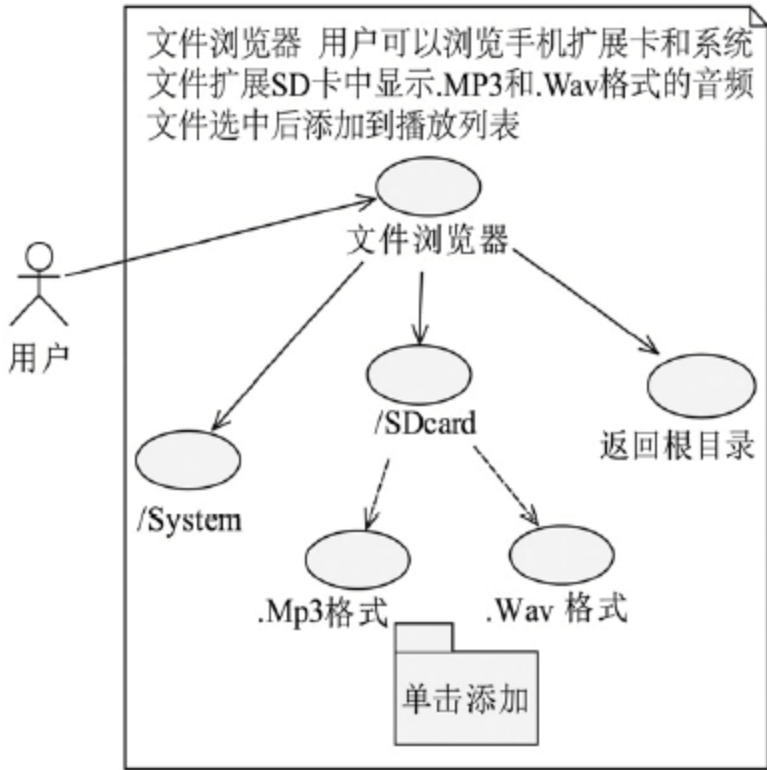 文件浏览器 用户可以浏览手机扩展卡和系统
文件扩展SD卡中显示.MP3和.Wav格式的音频
文件选中后添加到播放列表
文件浏览器
用户
/SDcard
返回根目录
/System
.Mp3格式
.Wav 格式
单击添加